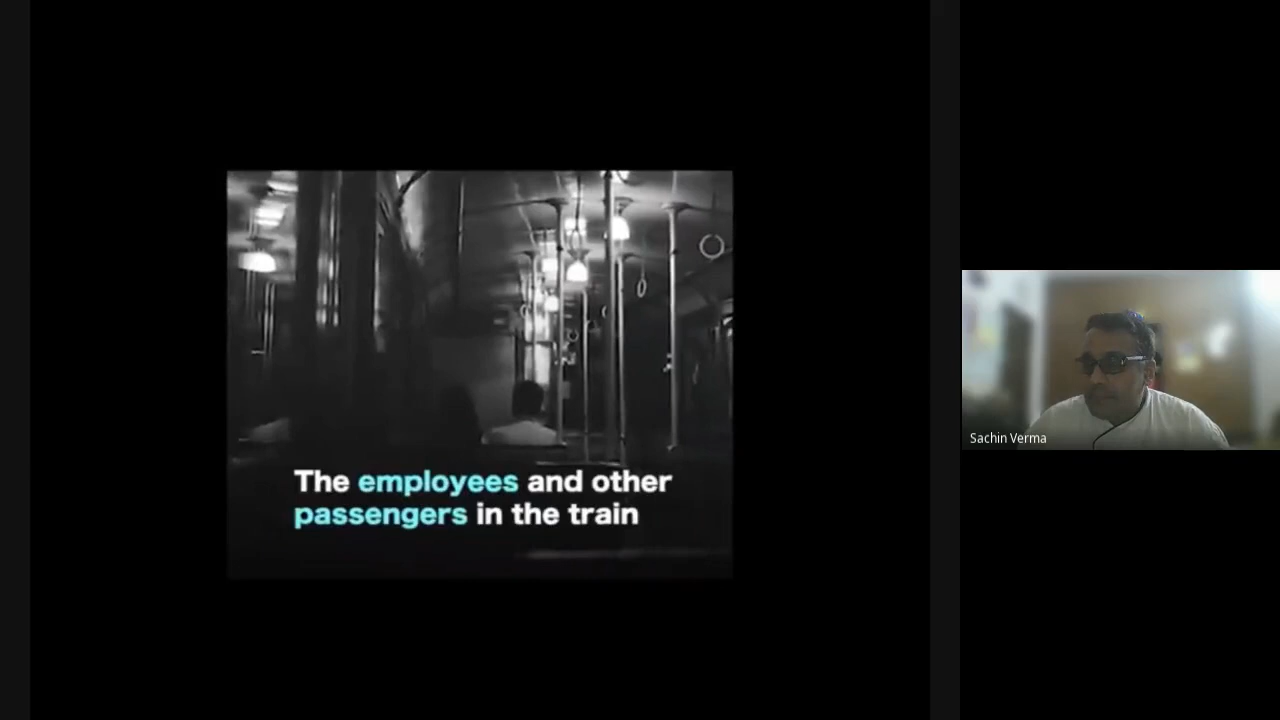 The employees and other
passengers in the train
Sachin Verma